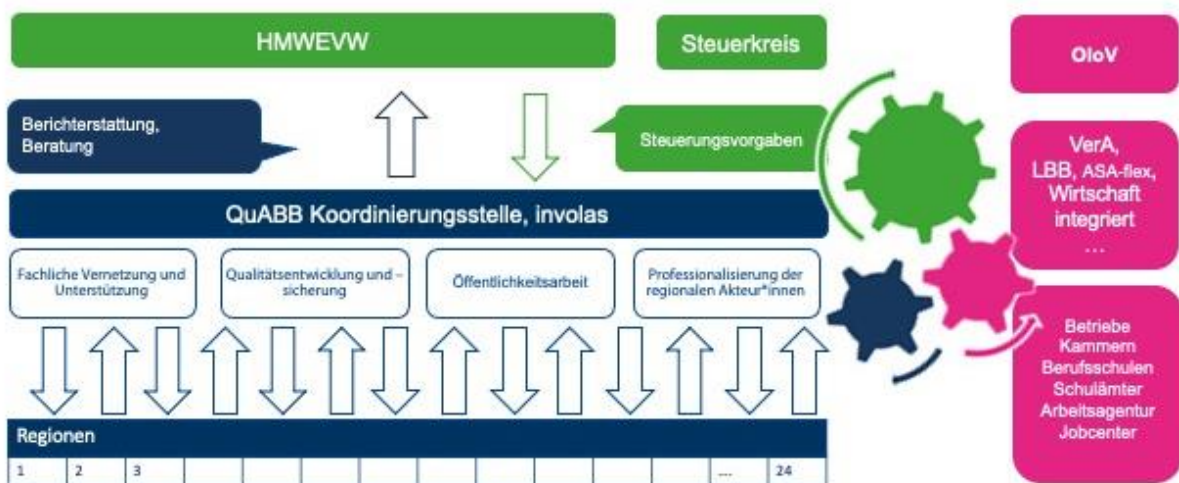 HMWEVW
Steuerkreis
OloV
Berichterstattung,
Beratung
Steuerungsvorgaben
VerA,
LBB, ASA-flex,
Wirtschaft
integriert
...
QuABB Koordinierungsstelle, involas
Fachliche Vernetzung und
Unterstützung
Qualitätsentwicklung und –
sicherung
Öffentlichkeitsarbeit
Professionalisierung der
regionalen Akteur*innen
Betriebe
Kammern
Berufsschulen
Schulämter
Arbeitsagentur
Jobcenter
Regionen
1 2 3 .... 24